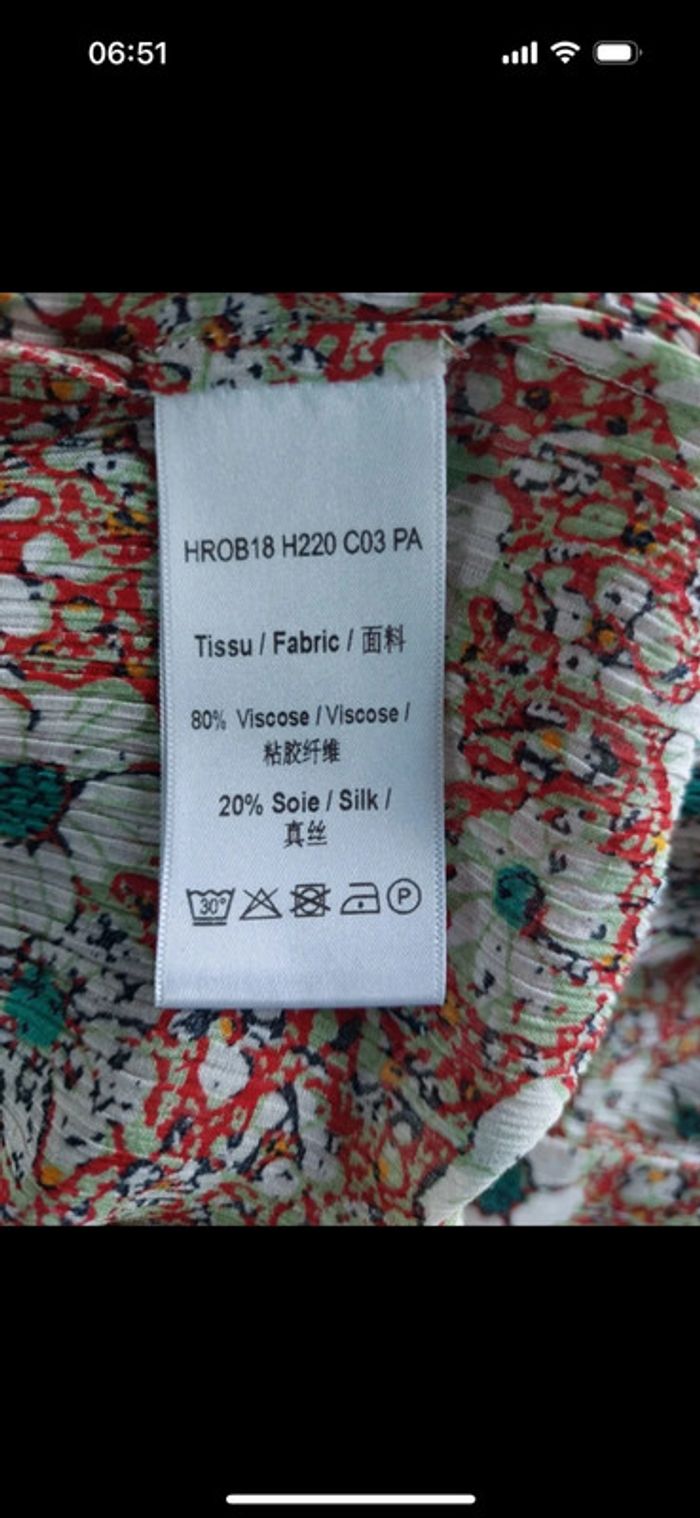 06:51
HROB18 H220 C03 PA
Tissu / Fabric / 面料
80% Viscose / Viscose /
粘胶纤维
20% Soie / Silk /
真丝
30°
P